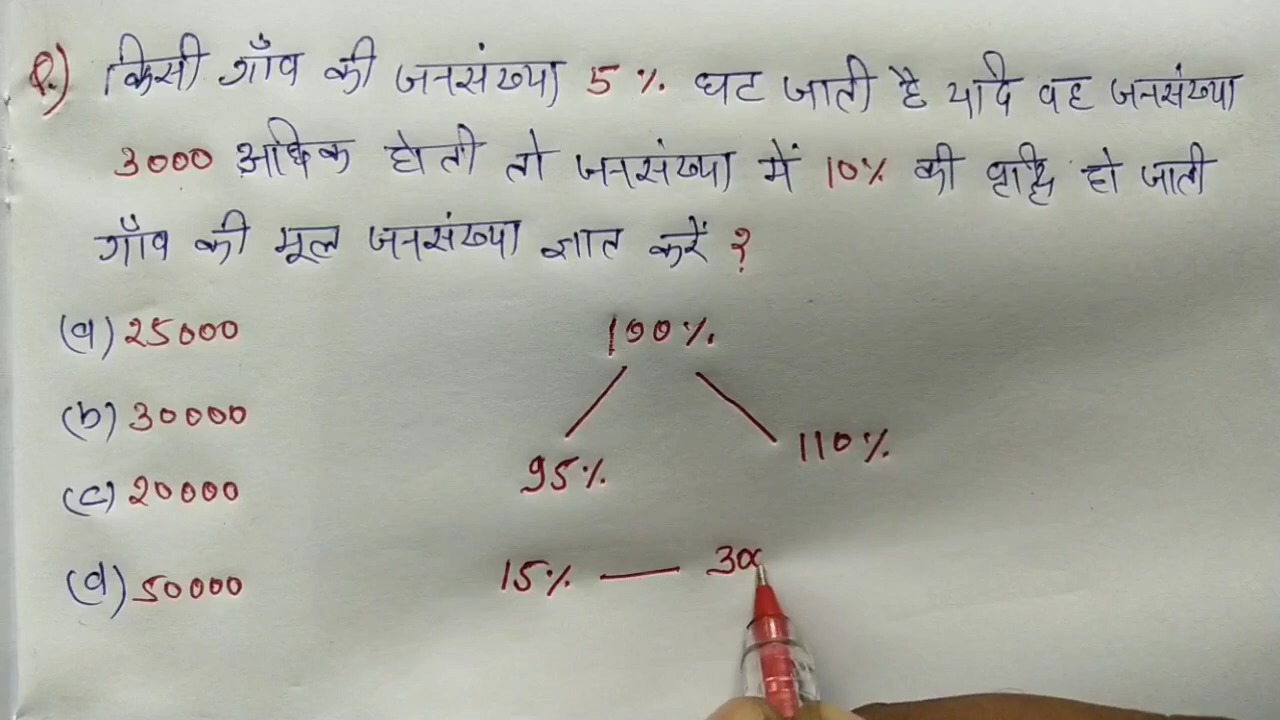 Q.) किसी गाँव की जनसंख्या 5% घट जाती है यदि वह जनसंख्या
3000 अधिक होती तो जनसंख्या में 10% की वृद्धि हो जाती
गाँव की मूल जनसंख्या ज्ञात करें ?
(a) 25000
100%
(b) 30000
95%
110%
(c) 20000
15% — 300
(d) 50000